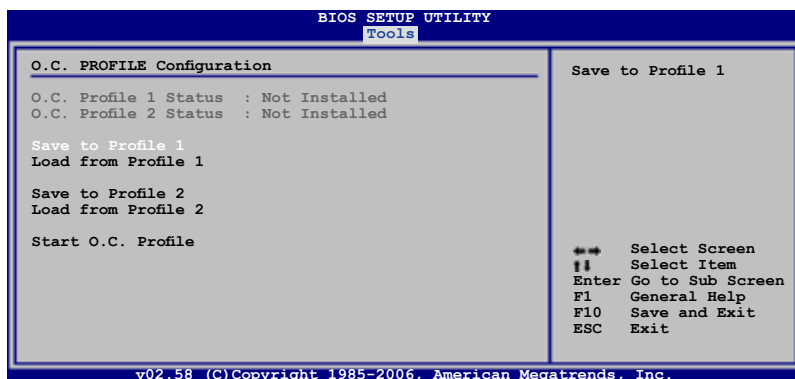 BIOS SETUP UTILITY
Tools
O.C. PROFILE Configuration
O.C. Profile 1 Status : Not Installed
O.C. Profile 2 Status : Not Installed
Save to Profile 1
Load from Profile 1
Save to Profile 2
Load from Profile 2
Start O.C. Profile
Save to Profile 1
Select Screen
Select Item
Enter Go to Sub Screen
F1 General Help
F10 Save and Exit
ESC Exit
v02.58 (C)Copyright 1985-2006, American Megatrends, Inc.